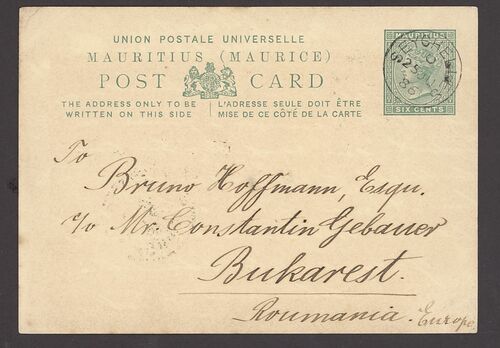 UNION POSTALE UNIVERSELLE
MAURITIUS (MAURICE)
POST CARD
THE ADDRESS ONLY TO BE
WRITTEN ON THIS SIDE
L'ADRESSE SEULE DOIT ÊTRE
MISE DE CE CÔTÉ DE LA CARTE
MAURITIUS
SIX CENTS
To
Bruno Hoffmann, Esqu.
c/o Mr. Constantin Gebauer
Bukarest.
Roumania. Europe